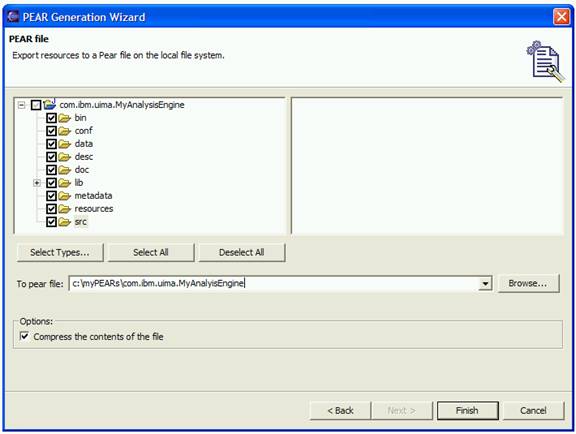 PEAR Generation Wizard
PEAR file
Export resources to a Pear file on the local file system.
com.ibm.uima.MyAnalysisEngine
bin
conf
data
desc
doc
lib
metadata
resources
src
Select Types... Select All Deselect All
To pear file: c:\myPEARs\com.ibm.uima.MyAnalyisEngine Browse...
Options:
Compress the contents of the file
< Back Next > Finish Cancel